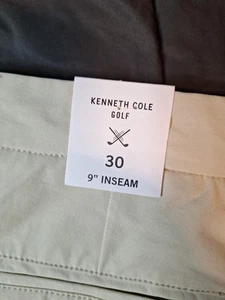 KENNETH COLE
GOLF
30
9" INSEAM